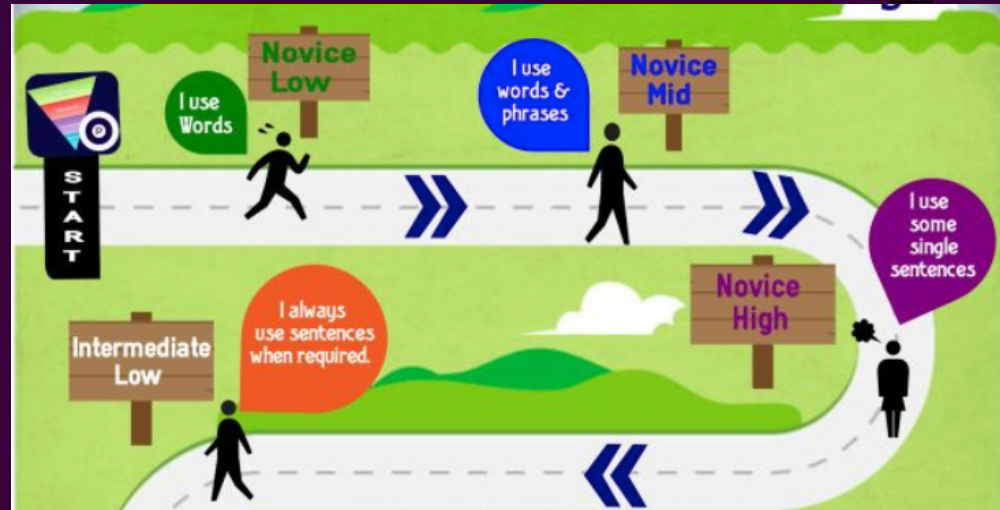 START
I use
Words
Novice
Low
I use
words &
phrases
Novice
Mid
I use
some
single
sentences
Novice
High
I always
use sentences
when required.
Intermediate
Low